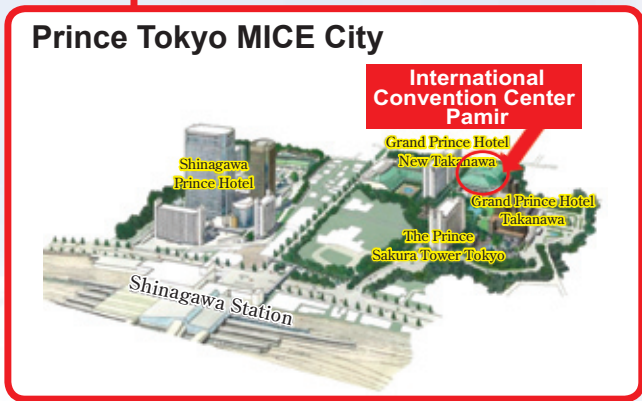 Prince Tokyo MICE City
International
Convention Center
Pamir
Grand Prince Hotel
New Takanawa
Shinagawa
Prince Hotel
Grand Prince Hotel
Takanawa
The Prince
Sakura Tower Tokyo
Shinagawa Station